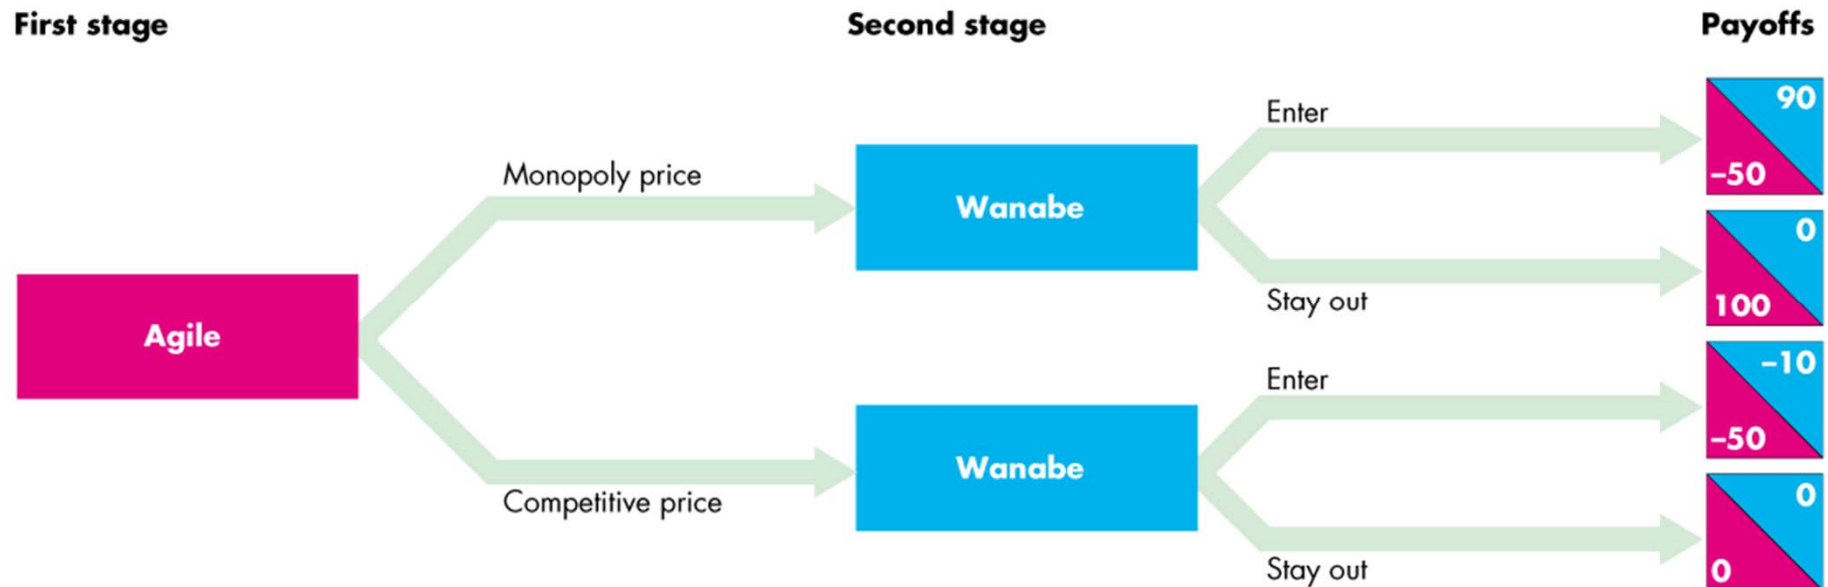 First stage
Second stage
Payoffs
Enter
90
–50
Monopoly price
Wanabe
0
100
Stay out
Agile
Enter
–10
–50
Wanabe
Competitive price
0
0
Stay out